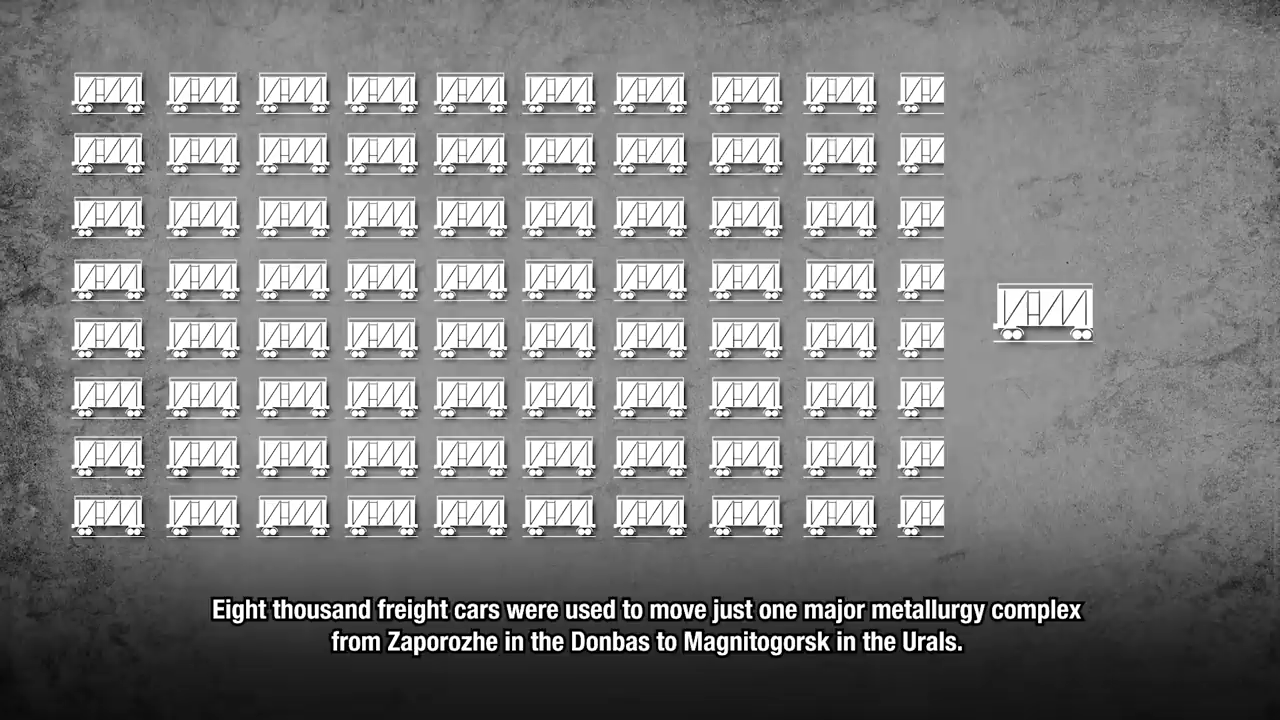 Eight thousand freight cars were used to move just one major metallurgy complex
from Zaporozhe in the Donbas to Magnitogorsk in the Urals.